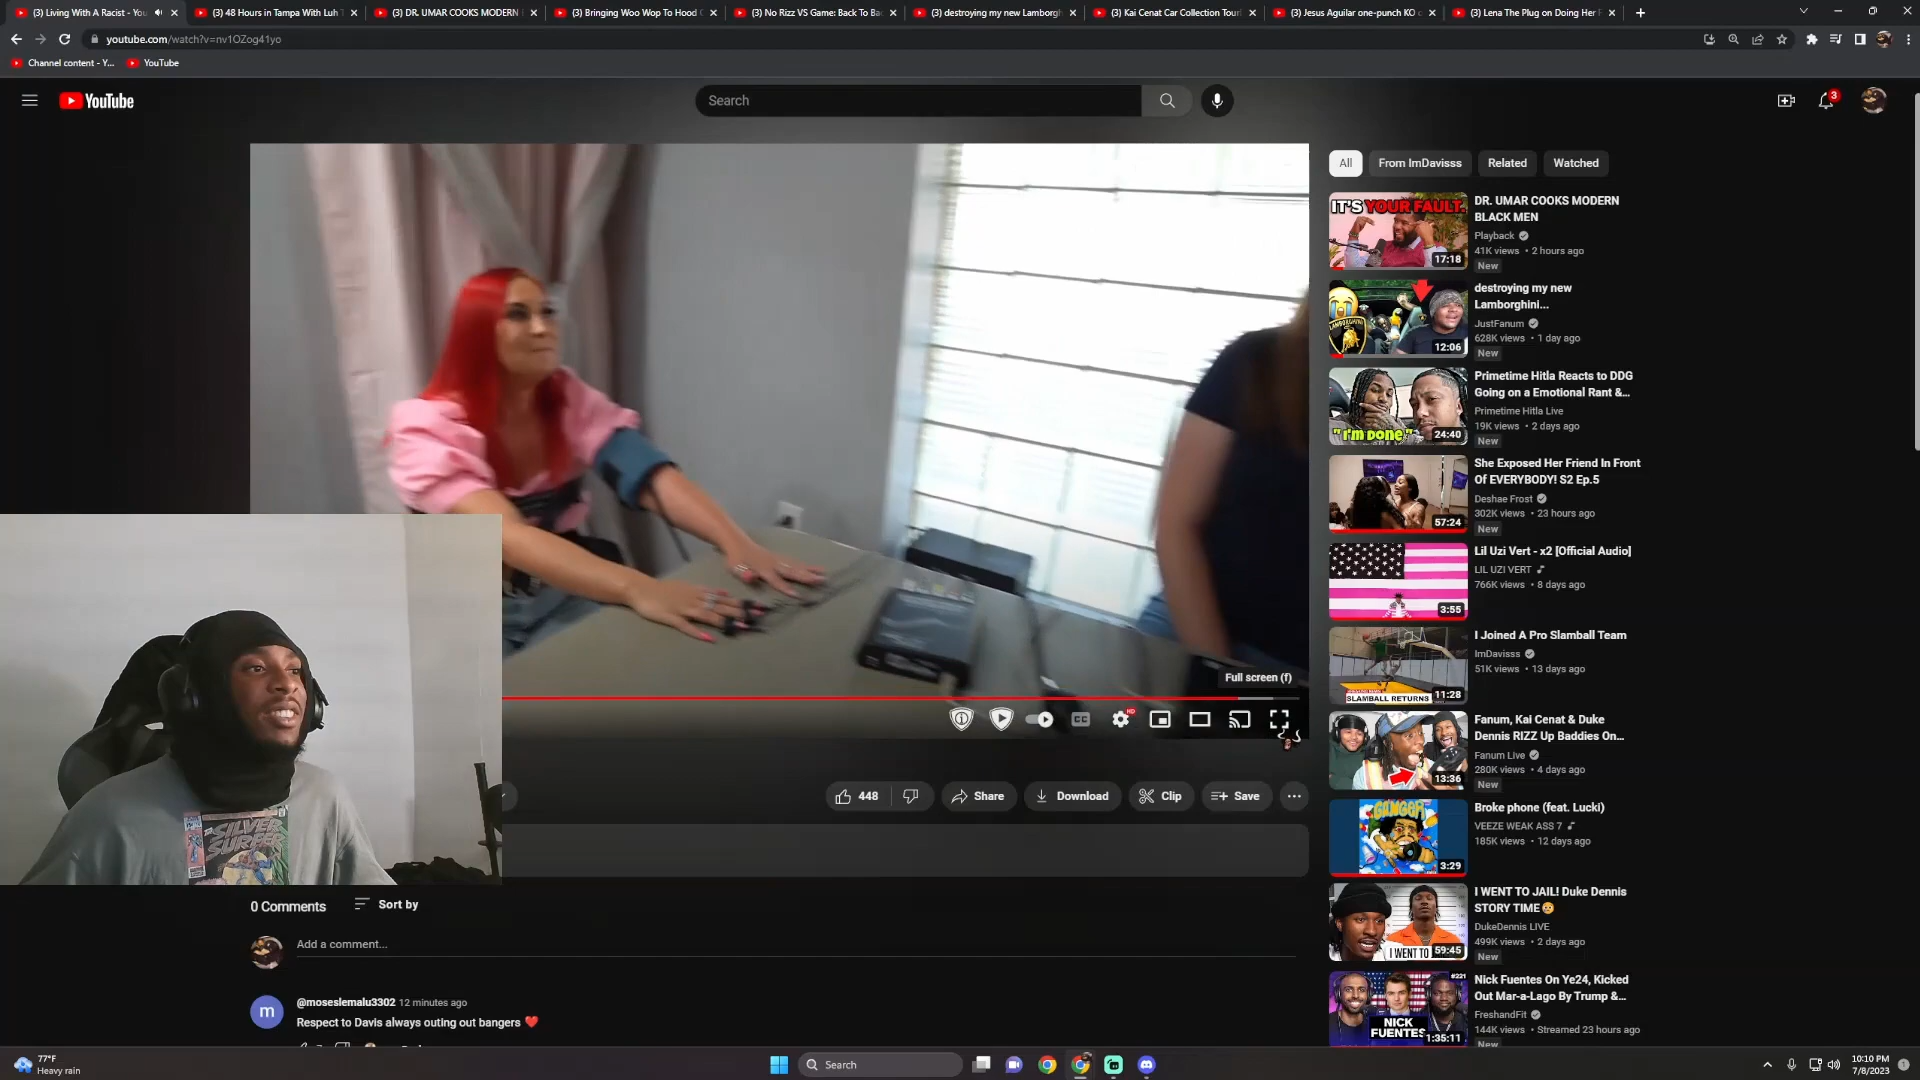 (3) Living With A Racist - You
(3) 48 Hours in Tampa With Luh T
(3) DR. UMAR COOKS MODERN
(3) Bringing Woo Wop To Hood
(3) No Rizz VS Game: Back To Ba
(3) destroying my new Lamborgh
(3) Kai Cenat Car Collection Tour
(3) Jesus Aguilar one-punch KO
(3) Lena The Plug on Doing Her
youtube.com/watch?v=nv1OZog41yo
Channel content - Y...
YouTube
YouTube
Search
3
All
From ImDavisss
Related
Watched
IT'S YOUR FAULT.
17:18
DR. UMAR COOKS MODERN
BLACK MEN
Playback
41K views • 2 hours ago
New
12:06
destroying my new
Lamborghini...
JustFanum
628K views • 1 day ago
New
"I'M DONE"
24:40
Primetime Hitla Reacts to DDG
Going on a Emotional Rant &...
Primetime Hitla Live
19K views • 2 days ago
New
57:24
She Exposed Her Friend In Front
Of EVERYBODY! S2 Ep.5
Deshae Frost
302K views • 23 hours ago
New
3:55
Lil Uzi Vert - x2 [Official Audio]
LIL UZI VERT
766K views • 8 days ago
SLAMBALL RETURNS
11:28
I Joined A Pro Slamball Team
ImDavisss
51K views • 13 days ago
13:36
Fanum, Kai Cenat & Duke
Dennis RIZZ Up Baddies On...
Fanum Live
280K views • 4 days ago
New
3:29
Broke phone (feat. Lucki)
VEEZE WEAK ASS 7
185K views • 12 days ago
I WENT TO
59:45
I WENT TO JAIL! Duke Dennis
STORY TIME
DukeDennis LIVE
499K views • 2 days ago
New
#221
NICK
FUENTES
1:35:11
Nick Fuentes On Ye24, Kicked
Out Mar-a-Lago By Trump &...
FreshandFit
144K views • Streamed 23 hours ago
New
Full screen (f)
CC
HD
448
Share
Download
Clip
Save
THE
SILVER
SURFER
0 Comments
Sort by
Add a comment...
m
@moseslemalu3302 12 minutes ago
Respect to Davis always outing out bangers
77°F
Heavy rain
Search
10:10 PM
7/8/2023
1